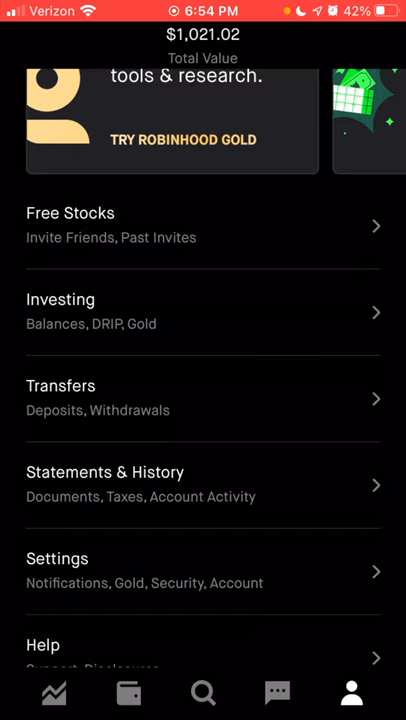 Verizon 6:54 PM 42%
$1,021.02
Total Value
tools & research.
TRY ROBINHOOD GOLD
Free Stocks
Invite Friends, Past Invites
Investing
Balances, DRIP, Gold
Transfers
Deposits, Withdrawals
Statements & History
Documents, Taxes, Account Activity
Settings
Notifications, Gold, Security, Account
Help
Support, Disclosures